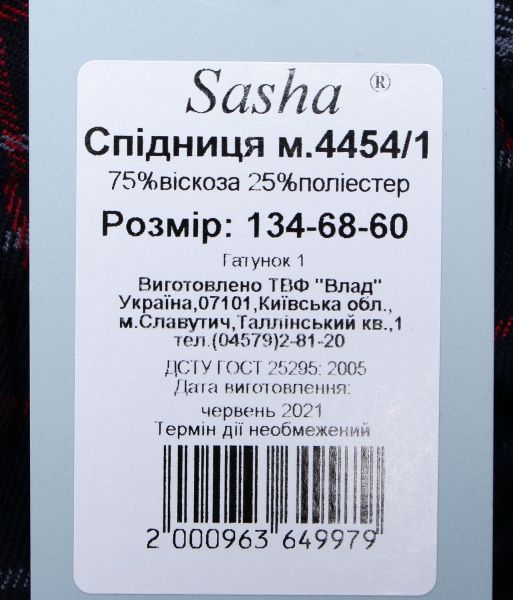 Sasha ®
Спідниця м.4454/1
75%віскоза 25%поліестер
Розмір: 134-68-60
Гатунок 1
Виготовлено ТВФ "Влад"
Україна,07101,Київська обл.,
м.Славутич,Таллінський кв.,1
тел.(04579)2-81-20
ДСТУ ГОСТ 25295: 2005
Дата виготовлення:
червень 2021
Термін дії необмежений
2 000963 649979